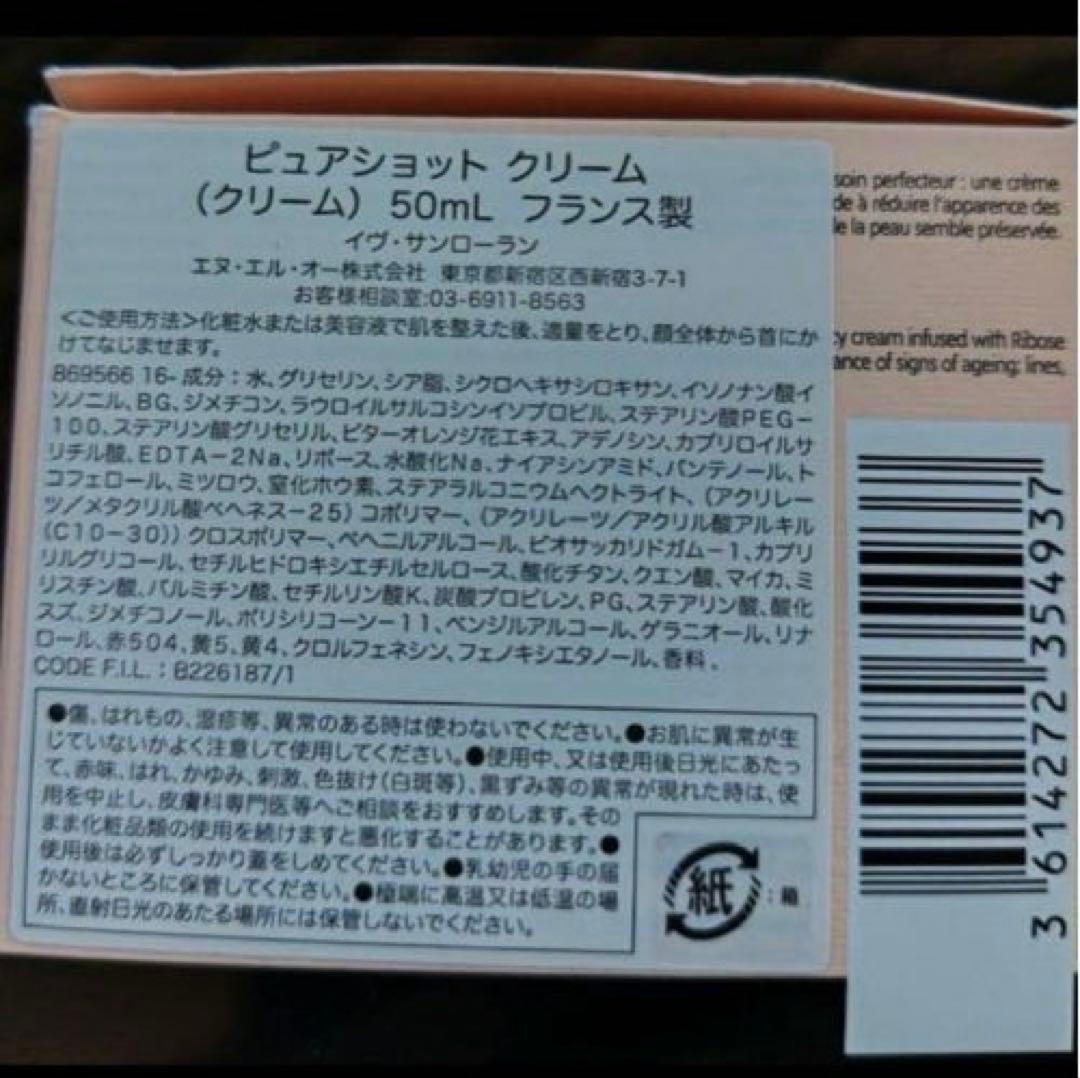 ピュアショット クリーム
（クリーム） 50mL フランス製
イヴ・サンローラン
エヌ・エル・オー株式会社 東京都新宿区西新宿3-7-1
お客様相談室:03-6911-8563
＜ご使用方法＞化粧水または美容液で肌を整えた後、適量をとり、顔全体から首にか
けてなじませます。
869566 16- 成分：水、グリセリン、シア脂、シクロヘキサシロキサン、イソノナン酸イ
ソノニル、BG、ジメチコン、ラウロイルサルコシンイソプロピル、ステアリン酸PEG-
100、ステアリン酸グリセリル、ビターオレンジ花エキス、アデノシン、カプリロイルサ
リチル酸、EDTA-2Na、リボース、水酸化Na、ナイアシンアミド、パンテノール、ト
コフェロール、ミツロウ、窒化ホウ素、ステアラルコニウムヘクトライト、（アクリレー
ツ／メタクリル酸ベヘネス-25）コポリマー、（アクリレーツ／アクリル酸アルキル
（C10-30））クロスポリマー、ベヘニルアルコール、ビオサッカリドガム-1、カプリ
リルグリコール、セチルヒドロキシエチルセルロース、酸化チタン、クエン酸、マイカ、ミ
リスチン酸、パルミチン酸、セチルリン酸K、炭酸プロピレン、PG、ステアリン酸、酸化
スズ、ジメチコノール、ポリシリコーン-11、ベンジルアルコール、ゲラニオール、リナ
ロール、赤504、黄5、黄4、クロルフェネシン、フェノキシエタノール、香料。
CODE F.I.L. : B226187/1
●傷、はれもの、湿疹等、異常のある時は使わないでください。●お肌に異常が生
じていないかよく注意して使用してください。●使用中、又は使用後日光にあたっ
て、赤味、はれ、かゆみ、刺激、色抜け（白斑等）、黒ずみ等の異常が現れた時は、使
用を中止し、皮膚科専門医等へご相談をおすすめします。その
まま化粧品類の使用を続けますと悪化することがあります。●
使用後は必ずしっかり蓋をしめてください。●乳幼児の手の届
かないところに保管してください。●極端に高温又は低温の場
所、直射日光のあたる場所には保管しないでください。
紙 : 箱
soin perfecteur : une crème
de à réduire l'apparence des
e la peau semble préservée.
y cream infused with Ribose
ance of signs of ageing: lines,
3 614272 354937